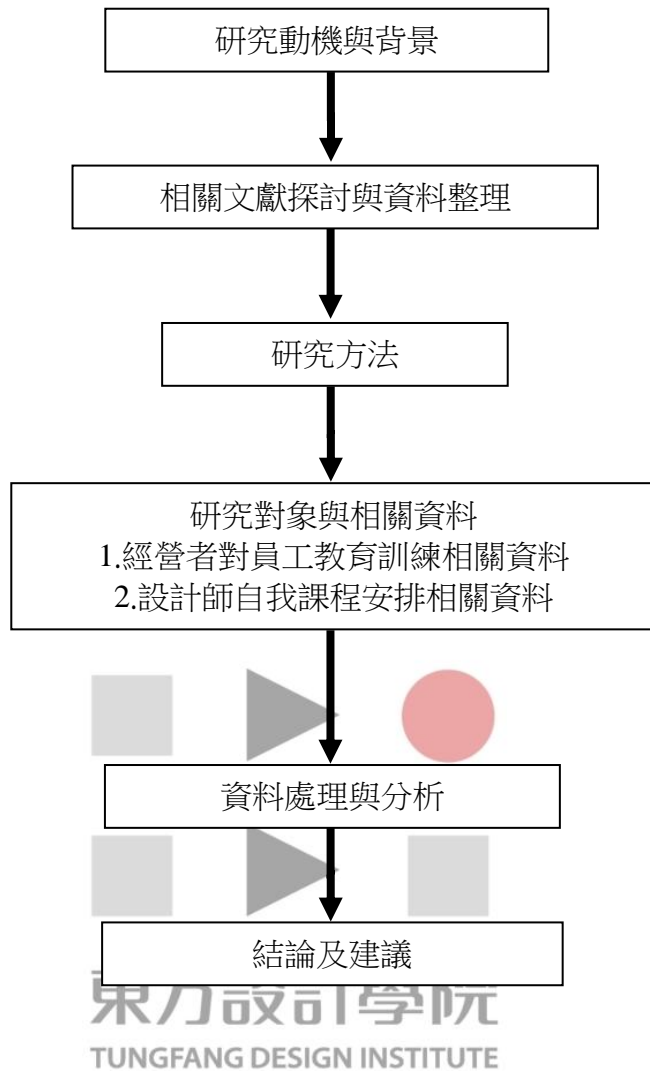 研究動機與背景
相關文獻探討與資料整理
研究方法
研究對象與相關資料
1.經營者對員工教育訓練相關資料
2.設計師自我課程安排相關資料
資料處理與分析
結論及建議
東方設計學院
TUNGFANG DESIGN INSTITUTE